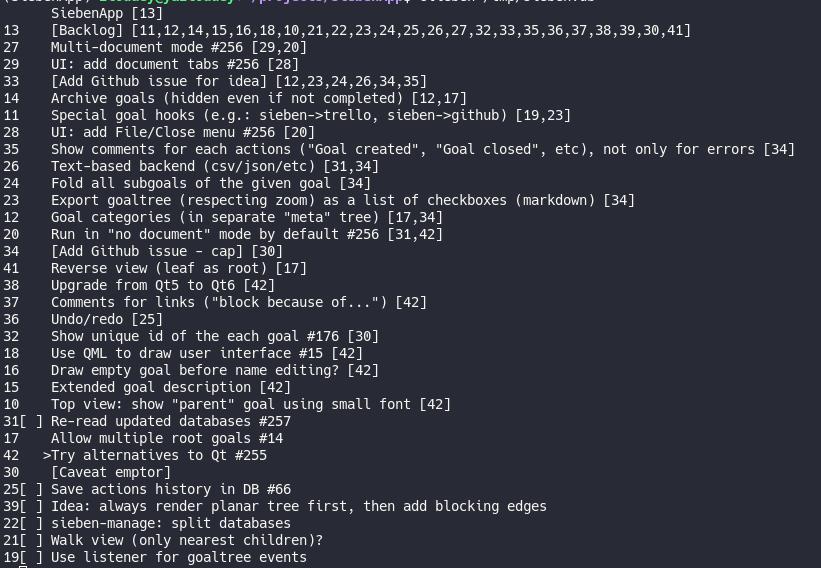 SiebenApp [13]
13 [Backlog] [11,12,14,15,16,18,10,21,22,23,24,25,26,27,32,33,35,36,37,38,39,30,41]
27 Multi-document mode #256 [29,20]
29 UI: add document tabs #256 [28]
33 [Add Github issue for idea] [12,23,24,26,34,35]
14 Archive goals (hidden even if not completed) [12,17]
11 Special goal hooks (e.g.: sieben->trello, sieben->github) [19,23]
28 UI: add File/Close menu #256 [20]
35 Show comments for each actions ("Goal created", "Goal closed", etc), not only for errors [34]
26 Text-based backend (csv/json/etc) [31,34]
24 Fold all subgoals of the given goal [34]
23 Export goaltree (respecting zoom) as a list of checkboxes (markdown) [34]
12 Goal categories (in separate "meta" tree) [17,34]
20 Run in "no document" mode by default #256 [31,42]
34 [Add Github issue - cap] [30]
41 Reverse view (leaf as root) [17]
38 Upgrade from Qt5 to Qt6 [42]
37 Comments for links ("block because of...") [42]
36 Undo/redo [25]
32 Show unique id of the each goal #176 [30]
18 Use QML to draw user interface #15 [42]
16 Draw empty goal before name editing? [42]
15 Extended goal description [42]
10 Top view: show "parent" goal using small font [42]
31[ ] Re-read updated databases #257
17 Allow multiple root goals #14
42 >Try alternatives to Qt #255
30 [Caveat emptor]
25[ ] Save actions history in DB #66
39[ ] Idea: always render planar tree first, then add blocking edges
22[ ] sieben-manage: split databases
21[ ] Walk view (only nearest children)?
19[ ] Use listener for goaltree events